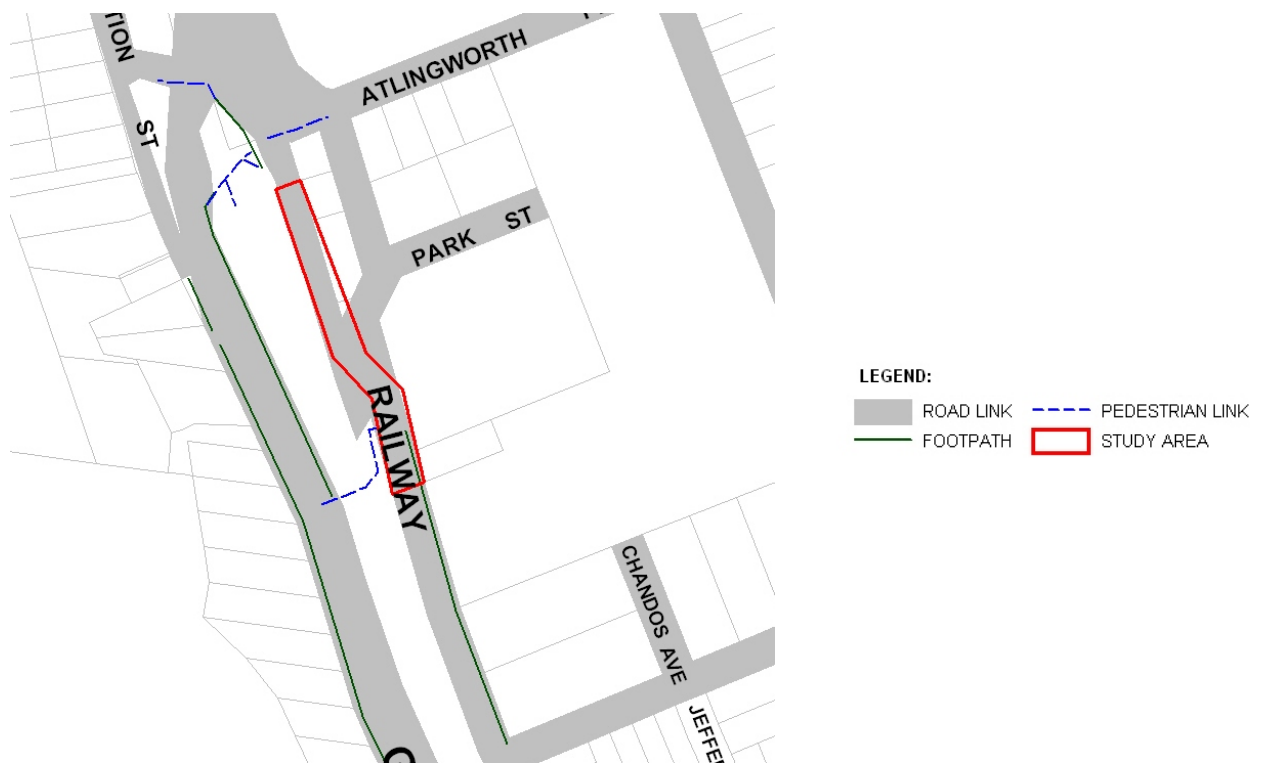 TION
ST
ATLINGWORTH
PARK ST
RAILWAY
CHANDOS AVE
JEFFE
LEGEND:
ROAD LINK
PEDESTRIAN LINK
FOOTPATH
STUDY AREA